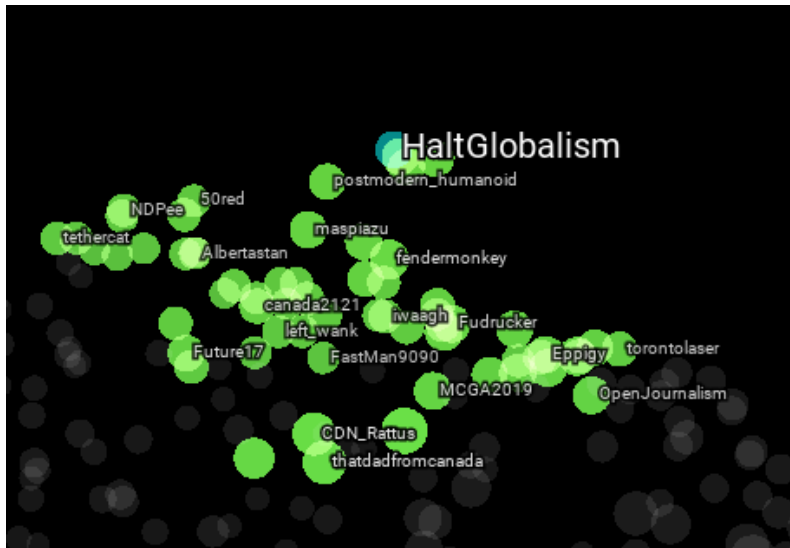 HaltGlobalism
postmodern_humanoid
50red
NDPee
maspiazu
tethercat
Albertastan
fendermonkey
canada2121
iwaagh
Fudrucker
left_wank
Future17
FastMan9090
Eppigy
torontolaser
MCGA2019
OpenJournalism
CDN_Rattus
thatdadfromcanada